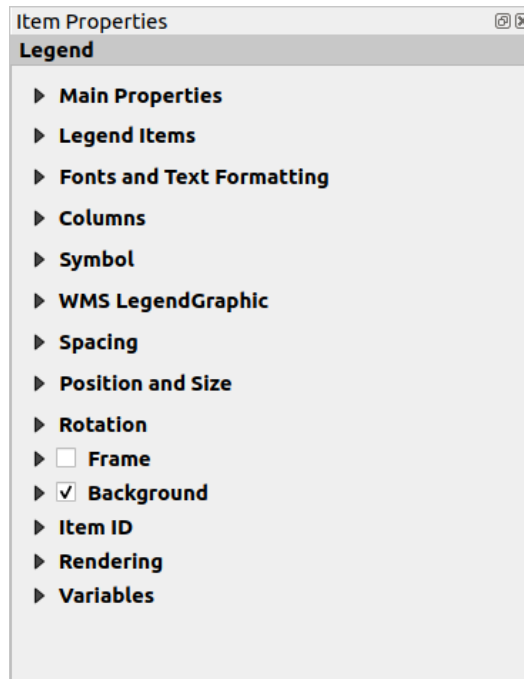 Item Properties
Legend
Main Properties
Legend Items
Fonts and Text Formatting
Columns
Symbol
WMS LegendGraphic
Spacing
Position and Size
Rotation
Frame
Background
Item ID
Rendering
Variables